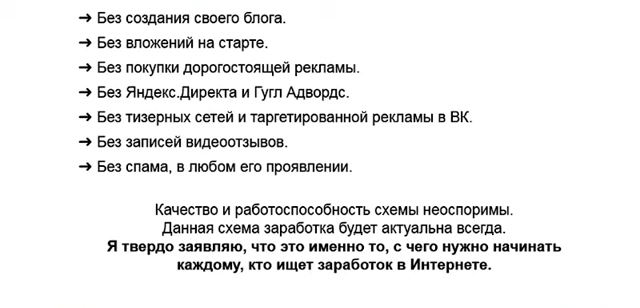 ➔ Без создания своего блога.
➔ Без вложений на старте.
➔ Без покупки дорогостоящей рекламы.
➔ Без Яндекс.Директа и Гугл Адвордс.
➔ Без тизерных сетей и таргетированной рекламы в ВК.
➔ Без записей видеоотзывов.
➔ Без спама, в любом его проявлении.
Качество и работоспособность схемы неоспоримы.
Данная схема заработка будет актуальна всегда.
Я твердо заявляю, что это именно то, с чего нужно начинать
каждому, кто ищет заработок в Интернете.